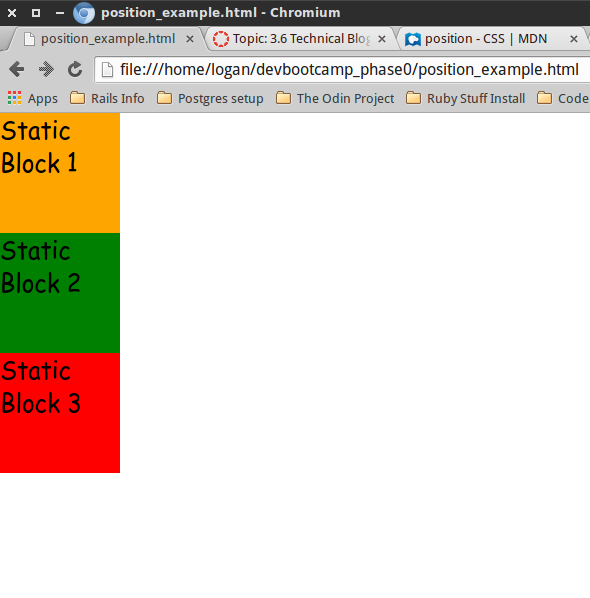 position_example.html - Chromium
position_example.html Topic: 3.6 Technical Blog position - CSS | MDN
file:///home/logan/devbootcamp_phase0/position_example.html
Apps Rails Info Postgres setup The Odin Project Ruby Stuff Install Code
Static
Block 1
Static
Block 2
Static
Block 3